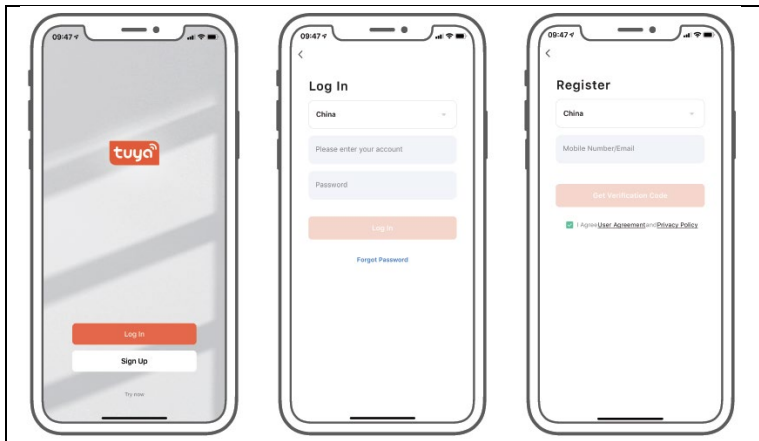 09:47
tuya
Log In
Sign Up
Try now
09:47
Log In
China
Please enter your account
Password
Log In
Forgot Password
09:47
Register
China
Mobile Number/Email
Get Verification Code
I Agree User Agreement and Privacy Policy